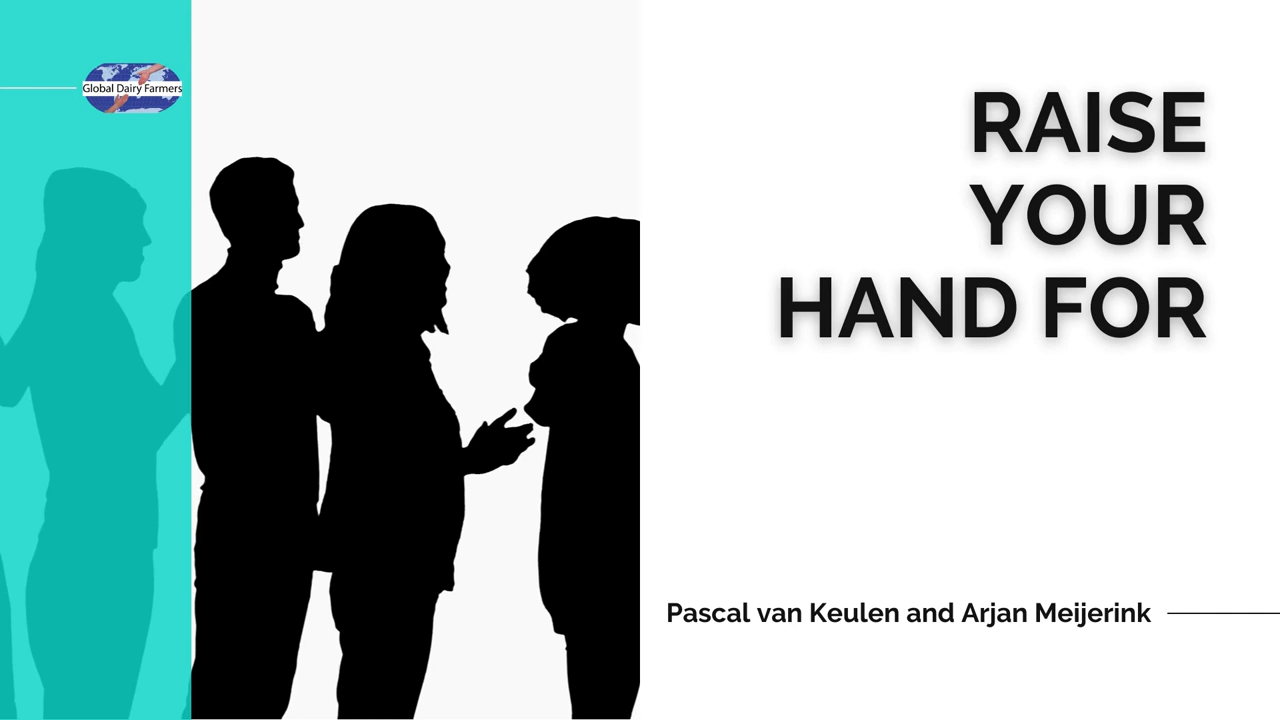 Global Dairy Farmers
RAISE
YOUR
HAND FOR
Pascal van Keulen and Arjan Meijerink